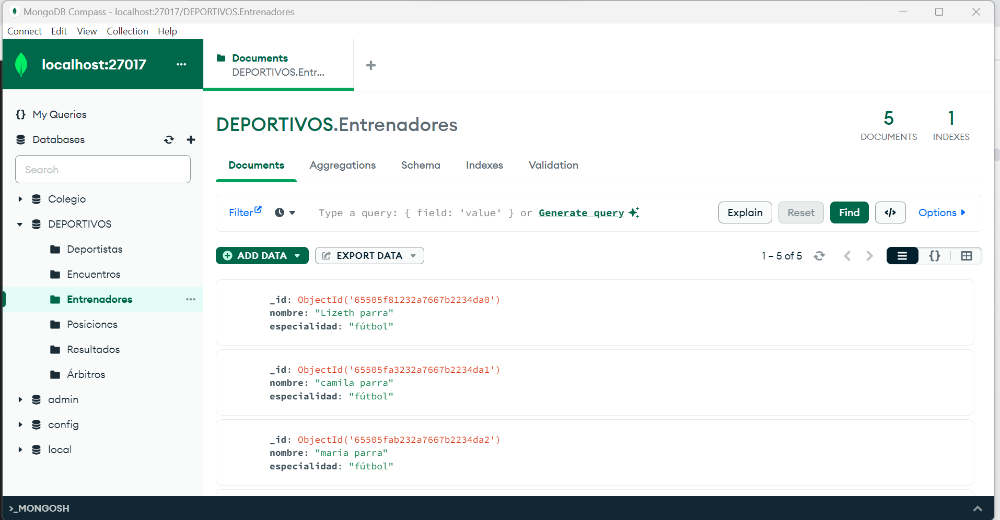 MongoDB Compass - localhost:27017/DEPORTIVOS.Entrenadores
Connect Edit View Collection Help
localhost:27017 ...
Documents
DEPORTIVOS.Entr...
{} My Queries
Databases
Search
Colegio
DEPORTIVOS
Deportistas
Encuentros
Entrenadores ...
Posiciones
Resultados
Árbitros
admin
config
local
DEPORTIVOS.Entrenadores
5
DOCUMENTS
1
INDEXES
Documents Aggregations Schema Indexes Validation
Filter Type a query: { field: 'value' } or Generate query Explain Reset Find </> Options
ADD DATA EXPORT DATA 1 – 5 of 5 {}
_id: ObjectId('65505f81232a7667b2234da0')
nombre: "Lizeth parra"
especialidad: "fútbol"
_id: ObjectId('65505fa3232a7667b2234da1')
nombre: "camila parra"
especialidad: "fútbol"
_id: ObjectId('65505fab232a7667b2234da2')
nombre: "maria parra"
especialidad: "fútbol"
>_MONGOSH